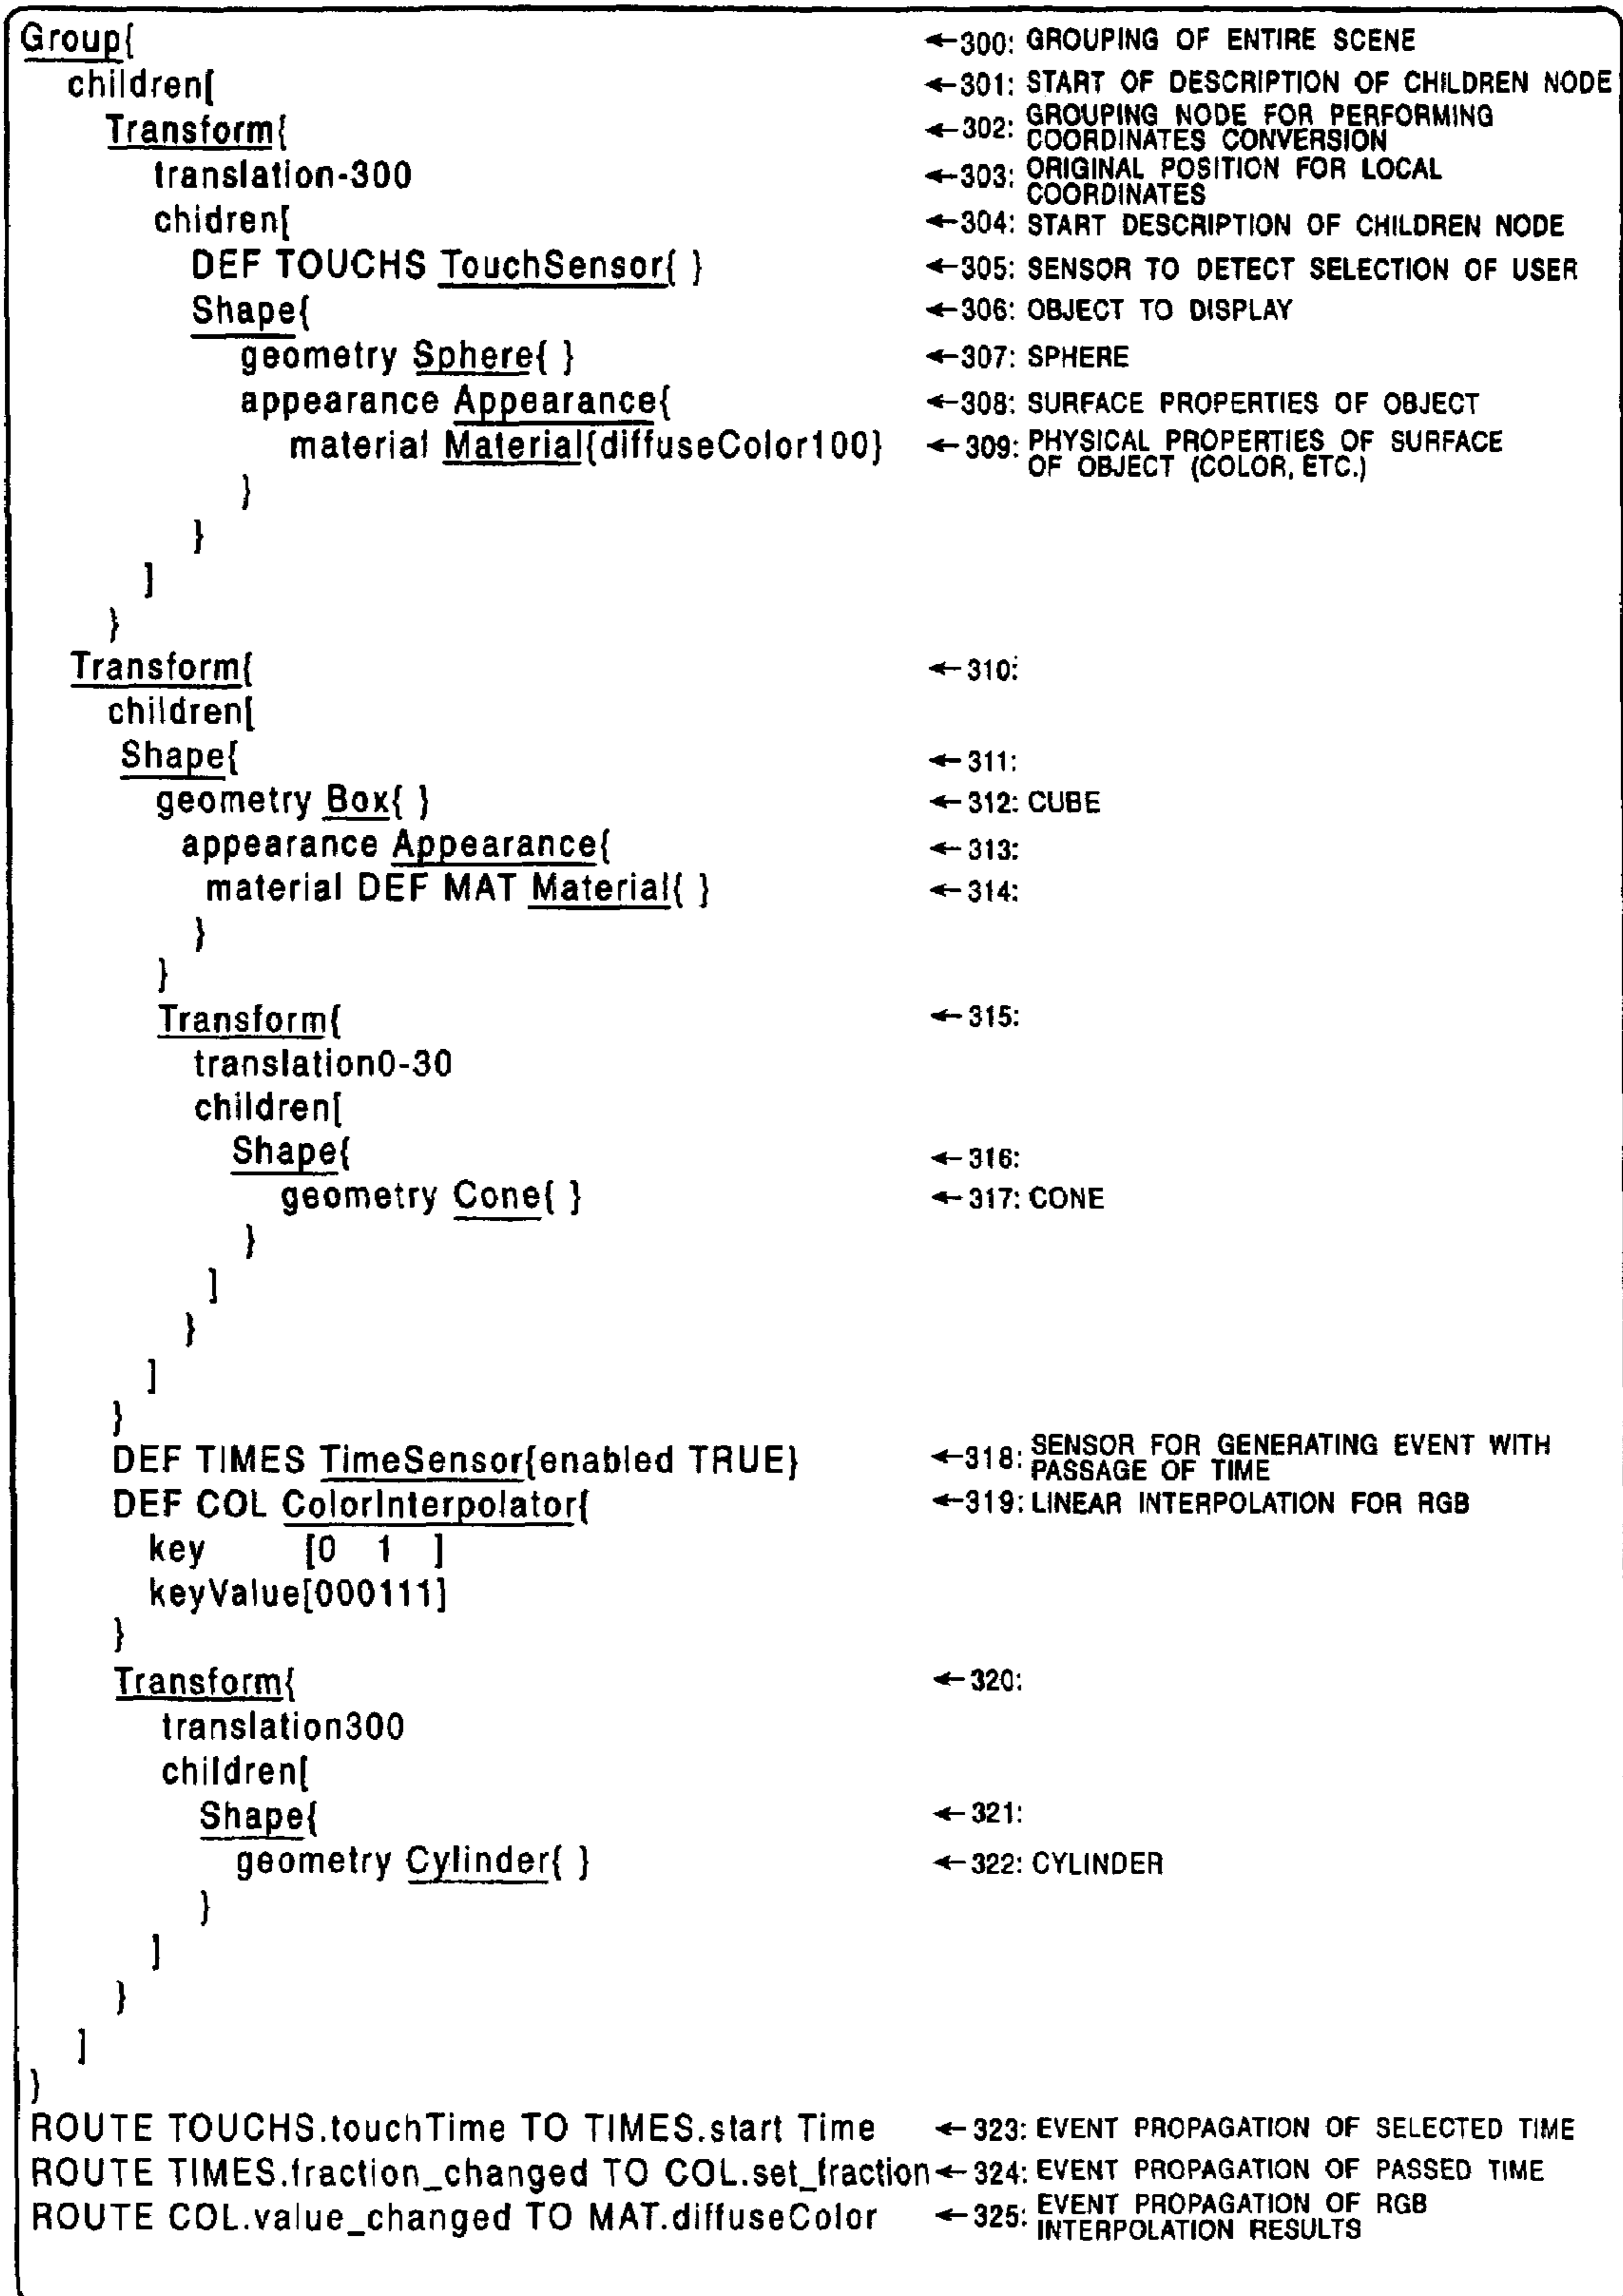 Group{ ←300: GROUPING OF ENTIRE SCENE
children[ ←301: START OF DESCRIPTION OF CHILDREN NODE
Transform{ ←302: GROUPING NODE FOR PERFORMING
COORDINATES CONVERSION
translation-300 ←303: ORIGINAL POSITION FOR LOCAL
COORDINATES
chidren[ ←304: START DESCRIPTION OF CHILDREN NODE
DEF TOUCHS TouchSensor{ } ←305: SENSOR TO DETECT SELECTION OF USER
Shape{ ←306: OBJECT TO DISPLAY
geometry Sphere{ } ←307: SPHERE
appearance Appearance{ ←308: SURFACE PROPERTIES OF OBJECT
material Material{diffuseColor100} ←309: PHYSICAL PROPERTIES OF SURFACE
OF OBJECT (COLOR, ETC.)
}
}
]
}
Transform{ ←310:
children[
Shape{ ←311:
geometry Box{ } ←312: CUBE
appearance Appearance{ ←313:
material DEF MAT Material{ } ←314:
}
}
Transform{ ←315:
translation0-30
children[
Shape{ ←316:
geometry Cone{ } ←317: CONE
}
]
}
]
}
DEF TIMES TimeSensor{enabled TRUE} ←318: SENSOR FOR GENERATING EVENT WITH
PASSAGE OF TIME
DEF COL ColorInterpolator{ ←319: LINEAR INTERPOLATION FOR RGB
key [0 1 ]
keyValue[000111]
}
Transform{ ←320:
translation300
children[
Shape{ ←321:
geometry Cylinder{ } ←322: CYLINDER
}
]
}
]
}
ROUTE TOUCHS.touchTime TO TIMES.start Time ←323: EVENT PROPAGATION OF SELECTED TIME
ROUTE TIMES.fraction_changed TO COL.set_fraction ←324: EVENT PROPAGATION OF PASSED TIME
ROUTE COL.value_changed TO MAT.diffuseColor ←325: EVENT PROPAGATION OF RGB
INTERPOLATION RESULTS